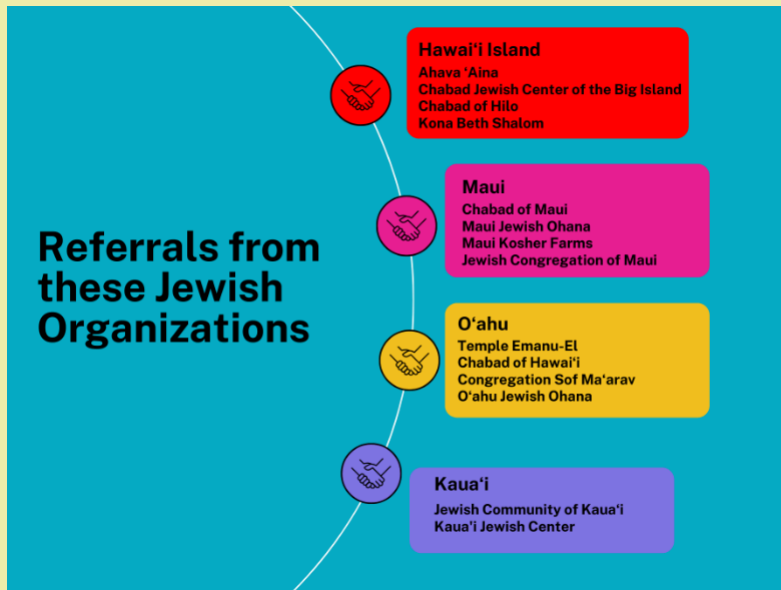 Referrals from
these Jewish
Organizations
Hawai‘i Island
Ahava ‘Aina
Chabad Jewish Center of the Big Island
Chabad of Hilo
Kona Beth Shalom
Maui
Chabad of Maui
Maui Jewish Ohana
Maui Kosher Farms
Jewish Congregation of Maui
O‘ahu
Temple Emanu-El
Chabad of Hawai‘i
Congregation Sof Ma‘arav
O‘ahu Jewish Ohana
Kaua‘i
Jewish Community of Kaua‘i
Kaua'i Jewish Center